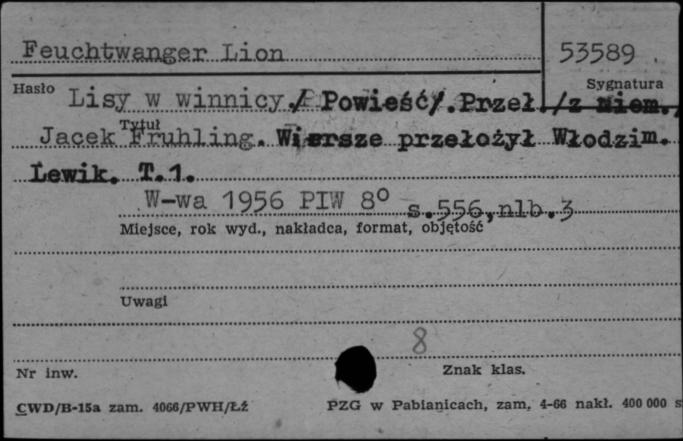 Feuchtwanger Lion
53589
Hasło
Sygnatura
Lisy w winnicy./ Powieść/.Przeł./z niem./
Tytuł
Jacek Fruhling. Wiersze przełożył Włodzim.
Lewik. T.1.
W-wa 1956 PIW 8° s.556,nlb.3
Miejsce, rok wyd., nakładca, format, objętość
Uwagi
8
Nr inw.
Znak klas.
CWD/B-15a zam. 4066/PWH/Łź
PZG w Pabianicach, zam. 4-66 nakł. 400 000 s